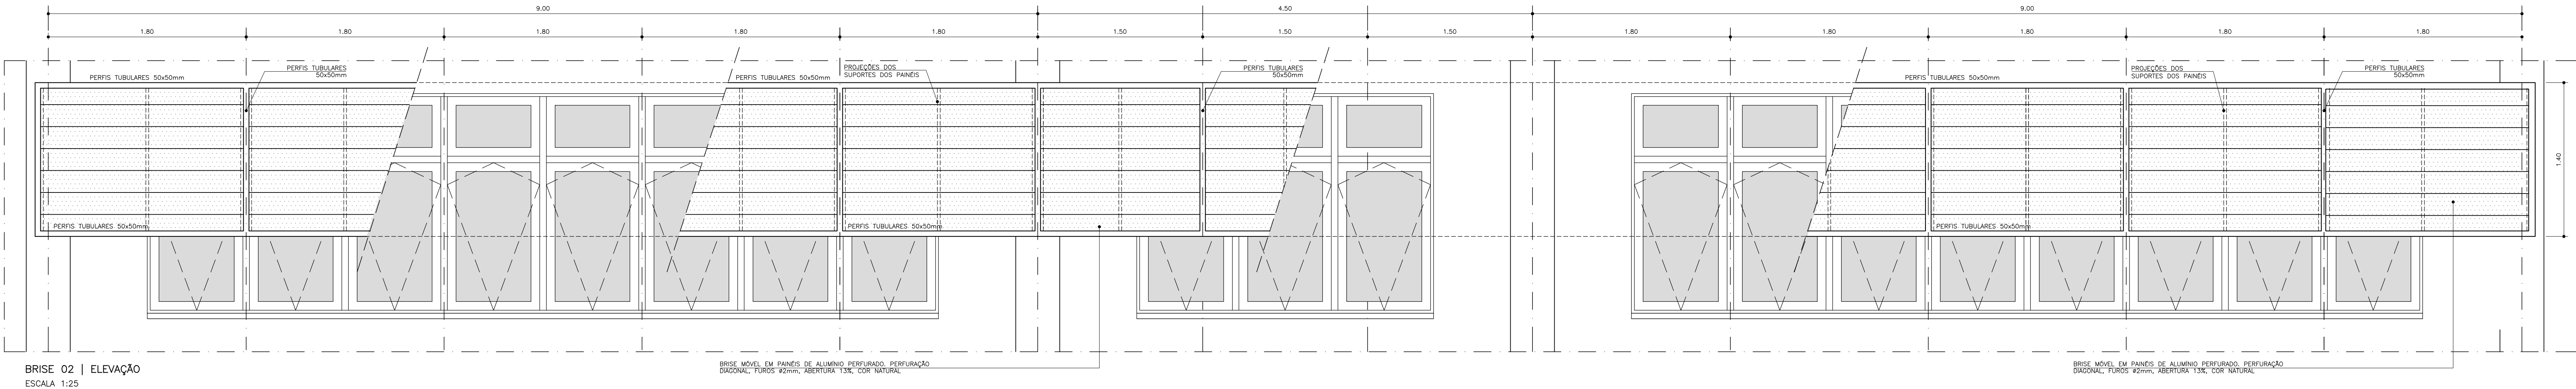 9.00
4.50
9.00
1.80
1.80
1.80
1.80
1.80
1.50
1.50
1.50
1.80
1.80
1.80
1.80
1.80
PERFIS TUBULARES 50x50mm
PERFIS TUBULARES
50x50mm
PERFIS TUBULARES 50x50mm
PROJEÇÕES DOS
SUPORTES DOS PAINÉIS
PERFIS TUBULARES
50x50mm
PERFIS TUBULARES 50x50mm
PROJEÇÕES DOS
SUPORTES DOS PAINÉIS
PERFIS TUBULARES
50x50mm
1.40
PERFIS TUBULARES 50x50mm
PERFIS TUBULARES 50x50mm
PERFIS TUBULARES 50x50mm
BRISE MÓVEL EM PAINÉIS DE ALUMÍNIO PERFURADO. PERFURAÇÃO
DIAGONAL, FUROS ø2mm, ABERTURA 13%, COR NATURAL
BRISE MÓVEL EM PAINÉIS DE ALUMÍNIO PERFURADO. PERFURAÇÃO
DIAGONAL, FUROS ø2mm, ABERTURA 13%, COR NATURAL
BRISE 02 | ELEVAÇÃO
ESCALA 1:25